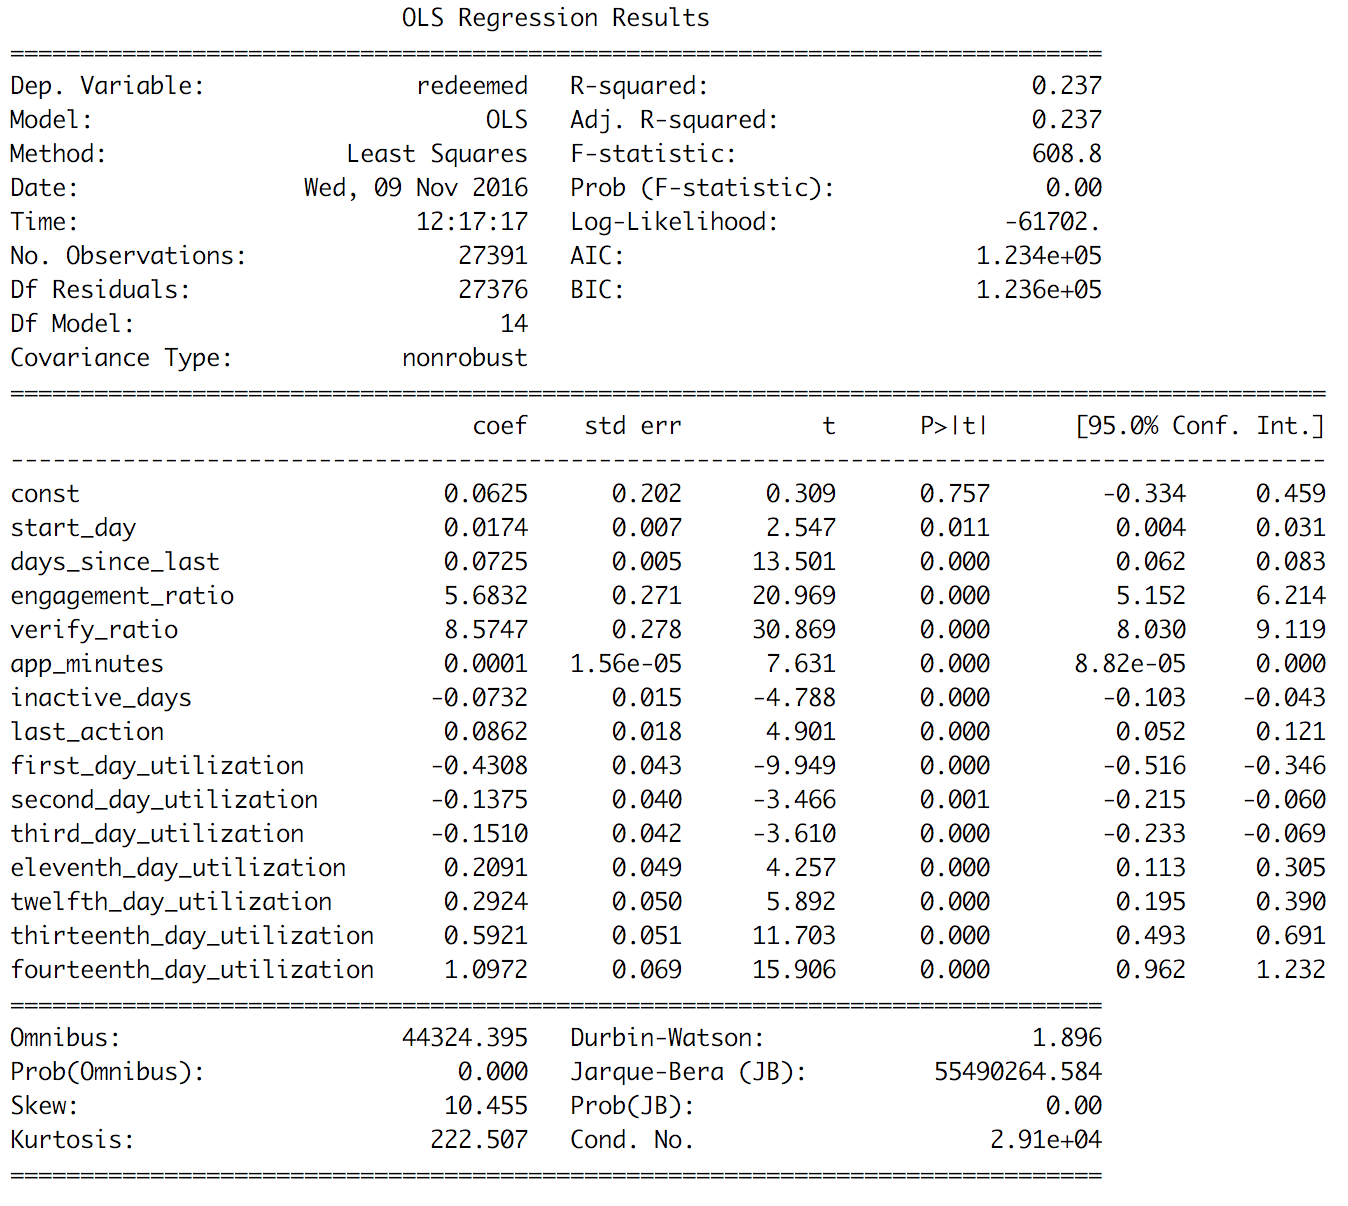 OLS Regression Results
==============================================================================
Dep. Variable: redeemed R-squared: 0.237
Model: OLS Adj. R-squared: 0.237
Method: Least Squares F-statistic: 608.8
Date: Wed, 09 Nov 2016 Prob (F-statistic): 0.00
Time: 12:17:17 Log-Likelihood: -61702.
No. Observations: 27391 AIC: 1.234e+05
Df Residuals: 27376 BIC: 1.236e+05
Df Model: 14
Covariance Type: nonrobust
==============================================================================================
coef std err t P>|t| [95.0% Conf. Int.]
----------------------------------------------------------------------------------------------
const 0.0625 0.202 0.309 0.757 -0.334 0.459
start_day 0.0174 0.007 2.547 0.011 0.004 0.031
days_since_last 0.0725 0.005 13.501 0.000 0.062 0.083
engagement_ratio 5.6832 0.271 20.969 0.000 5.152 6.214
verify_ratio 8.5747 0.278 30.869 0.000 8.030 9.119
app_minutes 0.0001 1.56e-05 7.631 0.000 8.82e-05 0.000
inactive_days -0.0732 0.015 -4.788 0.000 -0.103 -0.043
last_action 0.0862 0.018 4.901 0.000 0.052 0.121
first_day_utilization -0.4308 0.043 -9.949 0.000 -0.516 -0.346
second_day_utilization -0.1375 0.040 -3.466 0.001 -0.215 -0.060
third_day_utilization -0.1510 0.042 -3.610 0.000 -0.233 -0.069
eleventh_day_utilization 0.2091 0.049 4.257 0.000 0.113 0.305
twelfth_day_utilization 0.2924 0.050 5.892 0.000 0.195 0.390
thirteenth_day_utilization 0.5921 0.051 11.703 0.000 0.493 0.691
fourteenth_day_utilization 1.0972 0.069 15.906 0.000 0.962 1.232
==============================================================================
Omnibus: 44324.395 Durbin-Watson: 1.896
Prob(Omnibus): 0.000 Jarque-Bera (JB): 55490264.584
Skew: 10.455 Prob(JB): 0.00
Kurtosis: 222.507 Cond. No. 2.91e+04
==============================================================================